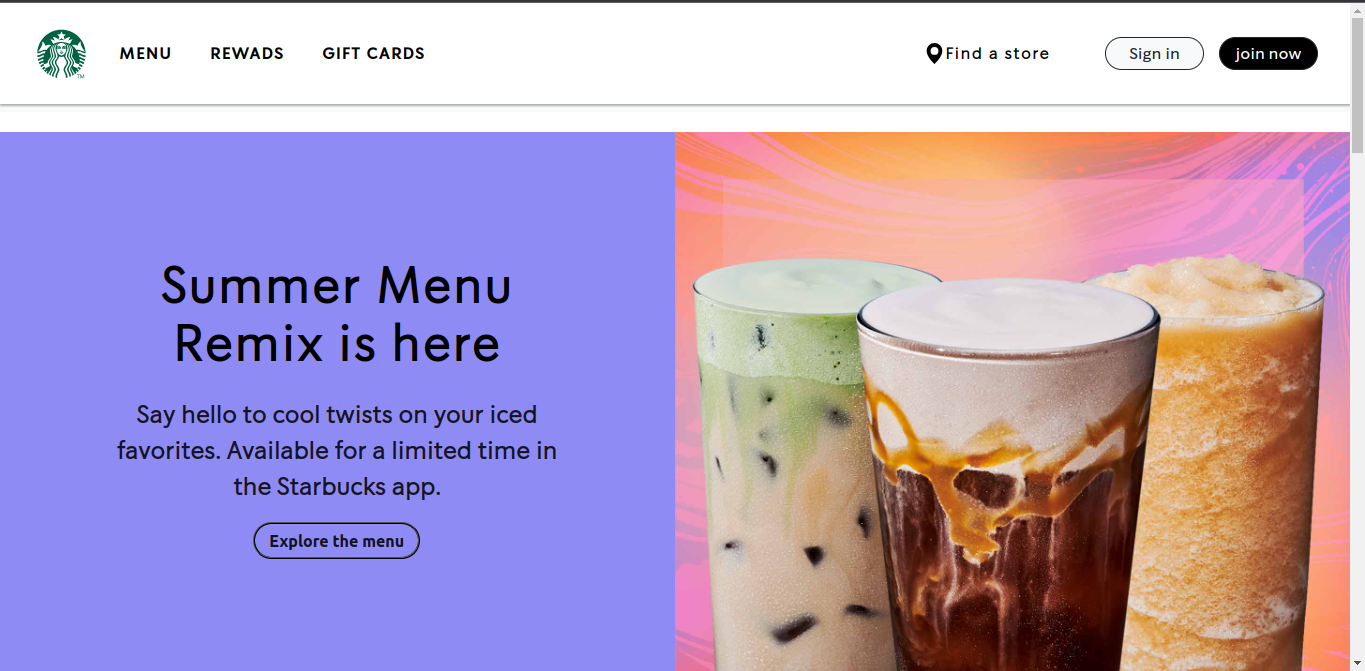 MENU REWADS GIFT CARDS Find a store Sign in join now
TM
Summer Menu
Remix is here
Say hello to cool twists on your iced
favorites. Available for a limited time in
the Starbucks app.
Explore the menu